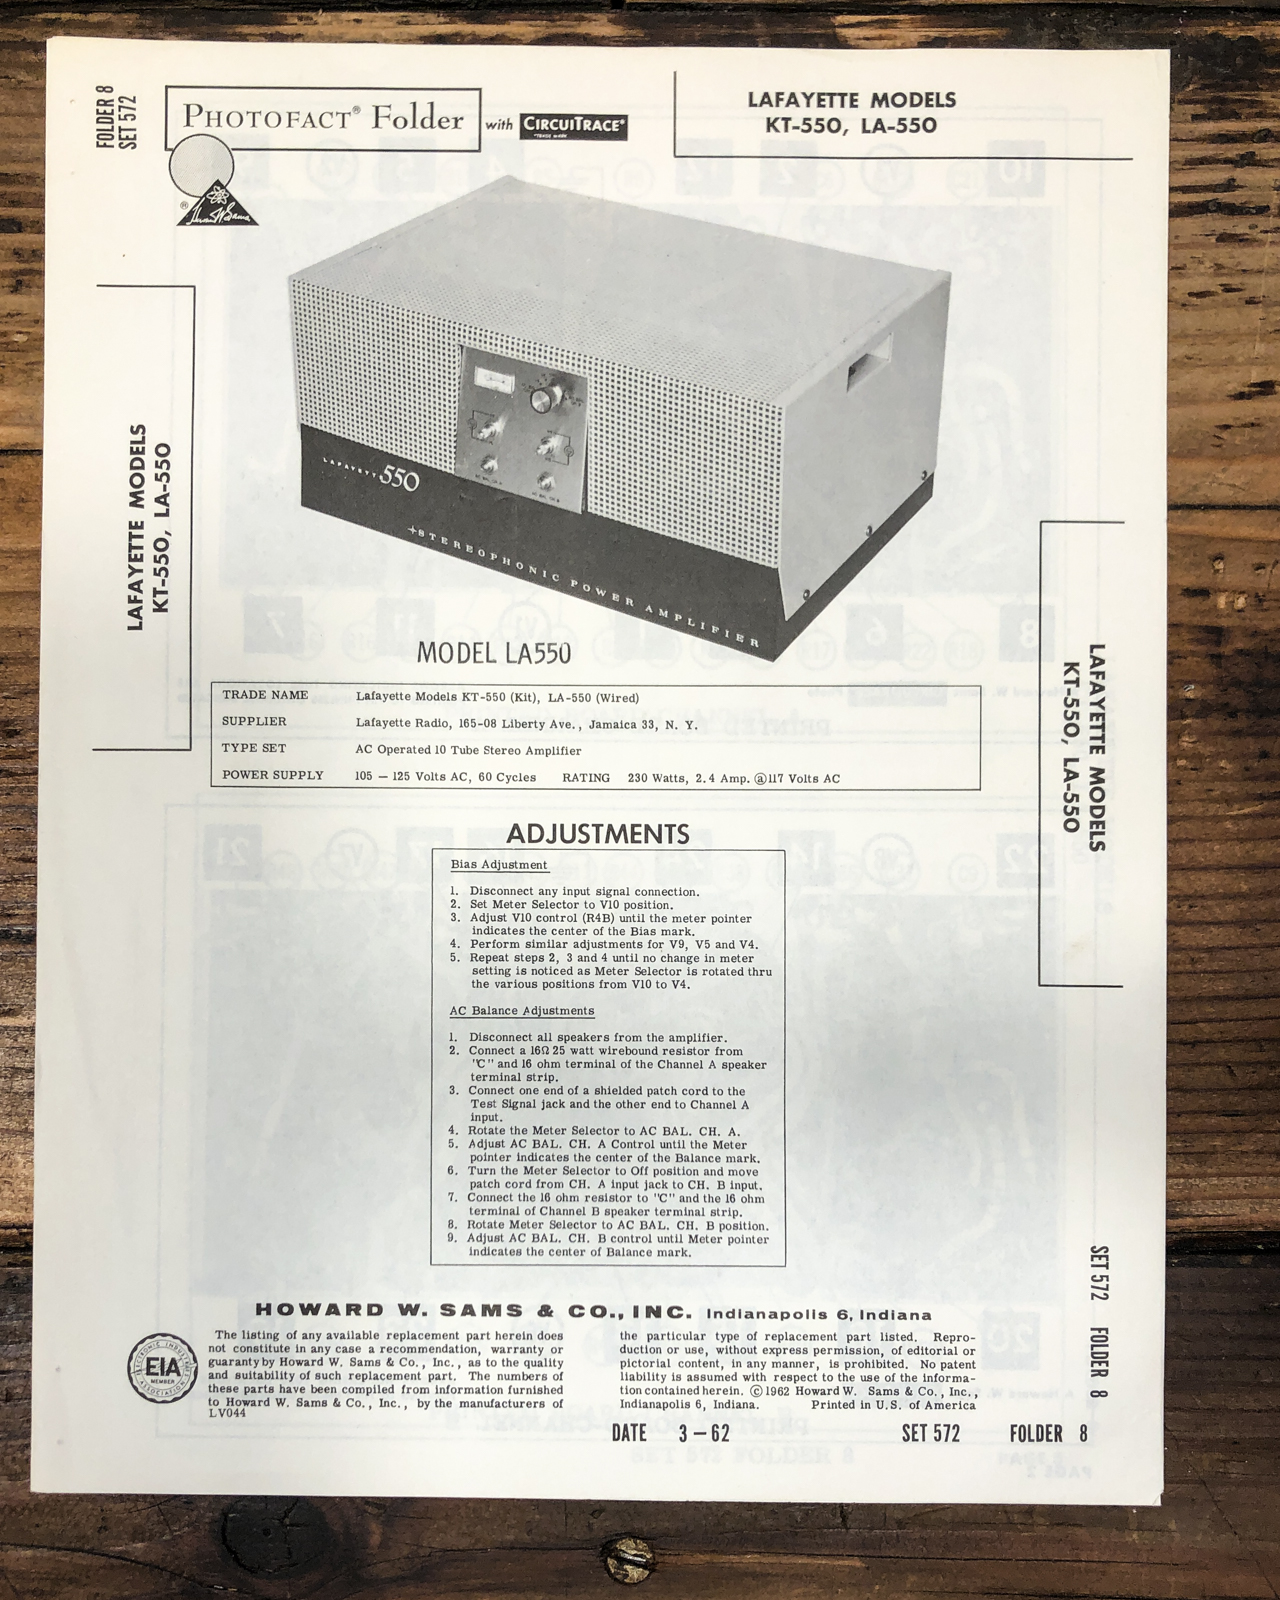 FOLDER 8
SET 572
PHOTOFACT® Folder
with CIRCUITRACE®
"TRADE MARK"
LAFAYETTE MODELS
KT-550, LA-550
®
LAFAYETTE MODELS
KT-550, LA-550
LAFAYETTE 550
STEREOPHONIC POWER AMPLIFIER
MODEL LA550
TRADE NAME Lafayette Models KT-550 (Kit), LA-550 (Wired)
SUPPLIER Lafayette Radio, 165-08 Liberty Ave., Jamaica 33, N. Y.
TYPE SET AC Operated 10 Tube Stereo Amplifier
POWER SUPPLY 105 — 125 Volts AC, 60 Cycles RATING 230 Watts, 2.4 Amp. @117 Volts AC
LAFAYETTE MODELS
KT-550, LA-550
ADJUSTMENTS
Bias Adjustment
1. Disconnect any input signal connection.
2. Set Meter Selector to V10 position.
3. Adjust V10 control (R4B) until the meter pointer
indicates the center of the Bias mark.
4. Perform similar adjustments for V9, V5 and V4.
5. Repeat steps 2, 3 and 4 until no change in meter
setting is noticed as Meter Selector is rotated thru
the various positions from V10 to V4.
AC Balance Adjustments
1. Disconnect all speakers from the amplifier.
2. Connect a 16Ω 25 watt wirebound resistor from
"C" and 16 ohm terminal of the Channel A speaker
terminal strip.
3. Connect one end of a shielded patch cord to the
Test Signal jack and the other end to Channel A
input.
4. Rotate the Meter Selector to AC BAL. CH. A.
5. Adjust AC BAL. CH. A Control until the Meter
pointer indicates the center of the Balance mark.
6. Turn the Meter Selector to Off position and move
patch cord from CH. A input jack to CH. B input.
7. Connect the 16 ohm resistor to "C" and the 16 ohm
terminal of Channel B speaker terminal strip.
8. Rotate Meter Selector to AC BAL. CH. B position.
9. Adjust AC BAL. CH. B control until Meter pointer
indicates the center of Balance mark.
SET 572 FOLDER 8
HOWARD W. SAMS & CO., INC. Indianapolis 6, Indiana
ELECTRONIC INDUSTRIES
EIA
MEMBER
ASSOCIATION
The listing of any available replacement part herein does
not constitute in any case a recommendation, warranty or
guaranty by Howard W. Sams & Co., Inc., as to the quality
and suitability of such replacement part. The numbers of
these parts have been compiled from information furnished
to Howard W. Sams & Co., Inc., by the manufacturers of
LV044
the particular type of replacement part listed. Repro-
duction or use, without express permission, of editorial or
pictorial content, in any manner, is prohibited. No patent
liability is assumed with respect to the use of the informa-
tion contained herein. © 1962 Howard W. Sams & Co., Inc.,
Indianapolis 6, Indiana. Printed in U.S. of America
DATE 3 — 62 SET 572 FOLDER 8